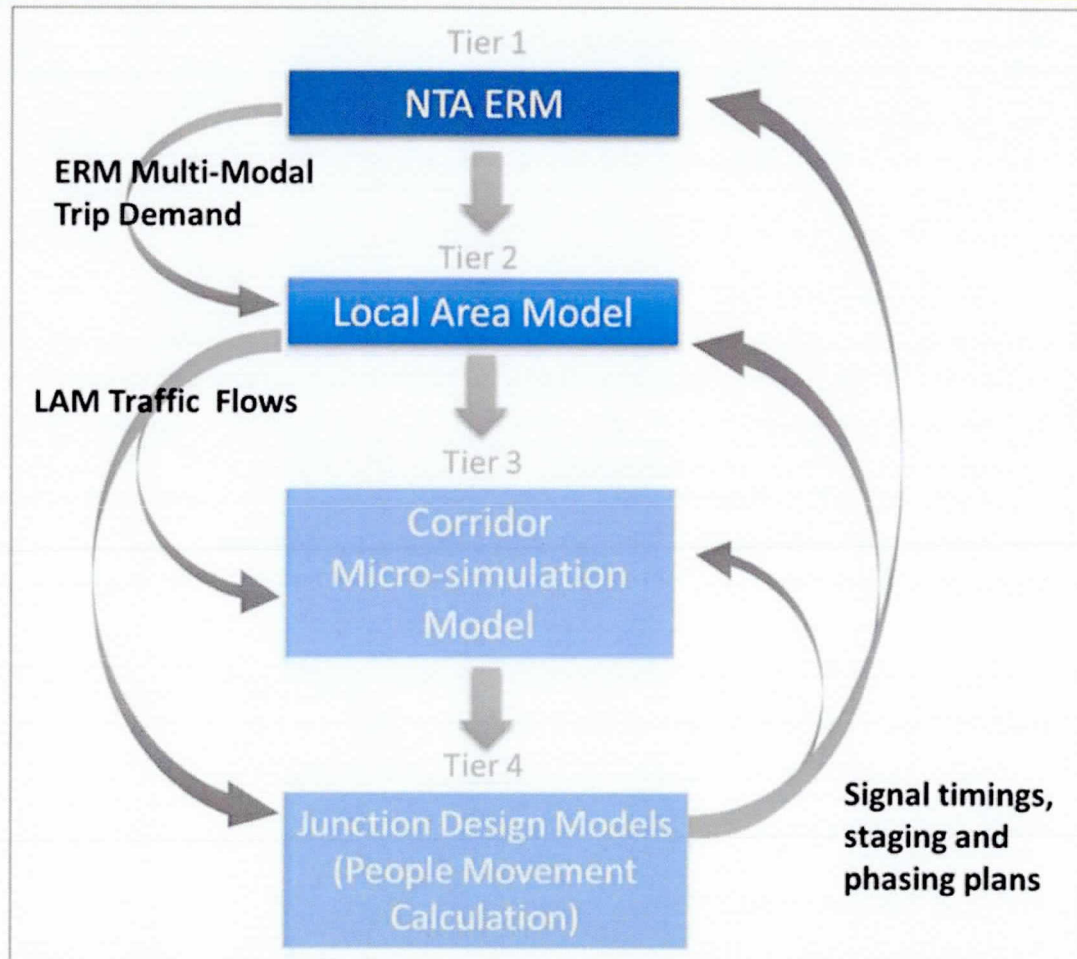 Tier 1
NTA ERM
ERM Multi-Modal
Trip Demand
Tier 2
Local Area Model
LAM Traffic Flows
Tier 3
Corridor
Micro-simulation
Model
Tier 4
Junction Design Models
(People Movement
Calculation)
Signal timings,
staging and
phasing plans